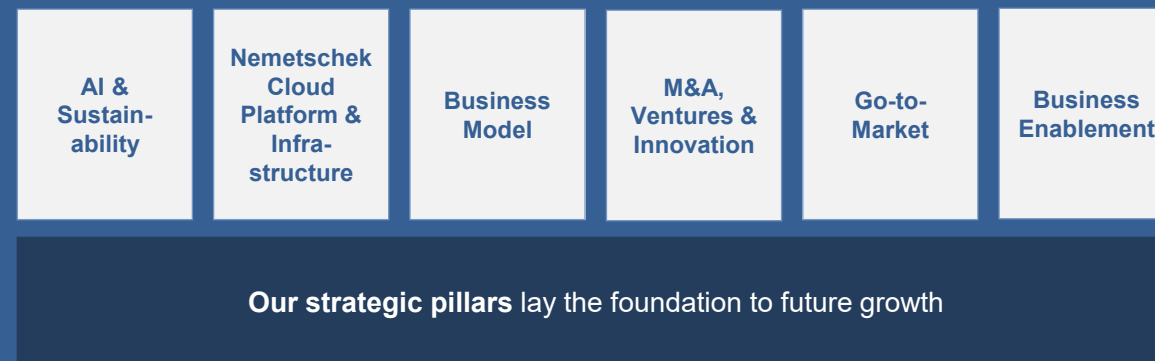 AI &
Sustain-
ability
Nemetschek
Cloud
Platform &
Infra-
structure
Business
Model
M&A,
Ventures &
Innovation
Go-to-
Market
Business
Enablement
Our strategic pillars lay the foundation to future growth